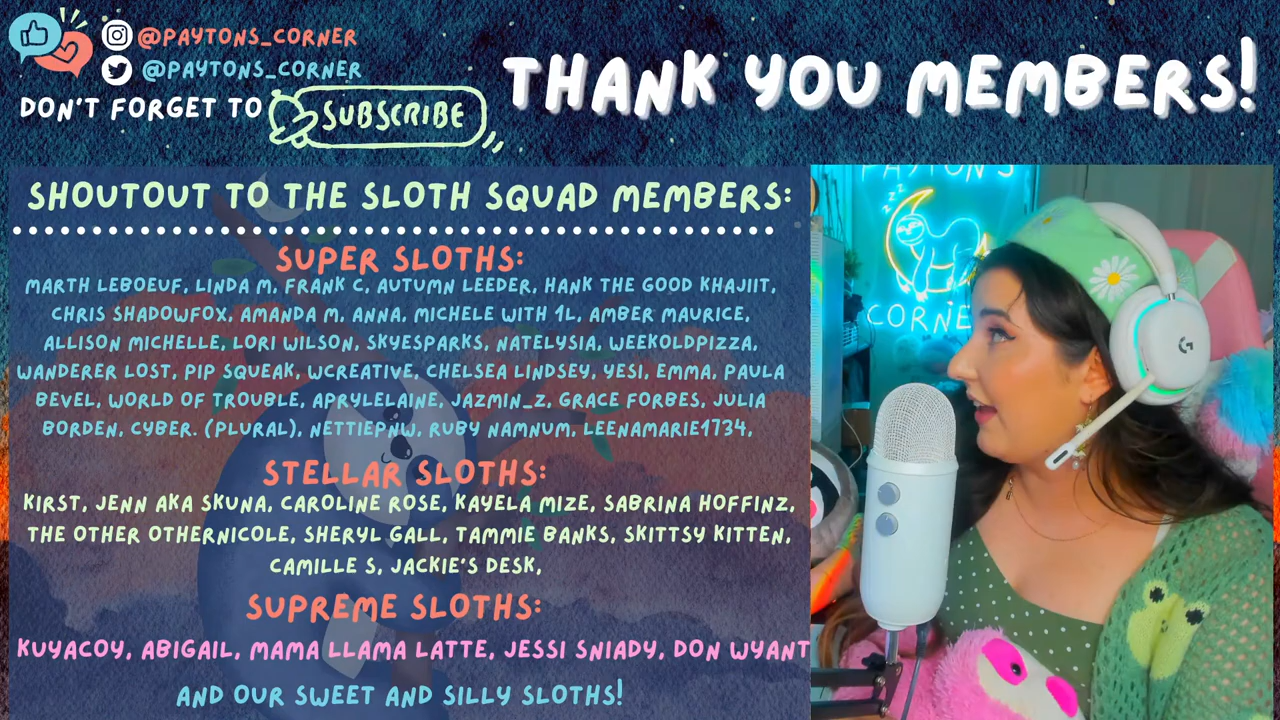 @PAYTONS_CORNER
@PAYTONS_CORNER
DON'T FORGET TO SUBSCRIBE
THANK YOU MEMBERS!
SHOUTOUT TO THE SLOTH SQUAD MEMBERS:
SUPER SLOTHS:
MARTH LEBOEUF, LINDA M. FRANK C, AUTUMN LEEDER, HANK THE GOOD KHAJIIT,
CHRIS SHADOWFOX, AMANDA M. ANNA, MICHELE WITH 1L, AMBER MAURICE,
ALLISON MICHELLE, LORI WILSON, SKYESPARKS, NATELYSIA. WEEKOLDPIZZA,
WANDERER LOST, PIP SQUEAK, WCREATIVE, CHELSEA LINDSEY, YESI, EMMA, PAULA
BEVEL, WORLD OF TROUBLE, APRYLELAINE, JAZMIN_Z, GRACE FORBES, JULIA
BORDEN, CYBER. (PLURAL), NETTIEPNW, RUBY NAMNUM, LEENAMARIE1734,
STELLAR SLOTHS:
KIRST, JENN AKA SKUNA, CAROLINE ROSE, KAYELA MIZE, SABRINA HOFFINZ,
THE OTHER OTHERNICOLE, SHERYL GALL, TAMMIE BANKS, SKITTSY KITTEN,
CAMILLE S, JACKIE'S DESK,
SUPREME SLOTHS:
KUYACOY, ABIGAIL, MAMA LLAMA LATTE, JESSI SNIADY, DON WYANT
AND OUR SWEET AND SILLY SLOTHS!
PAYTON'S
ZZZ
CORNE
G